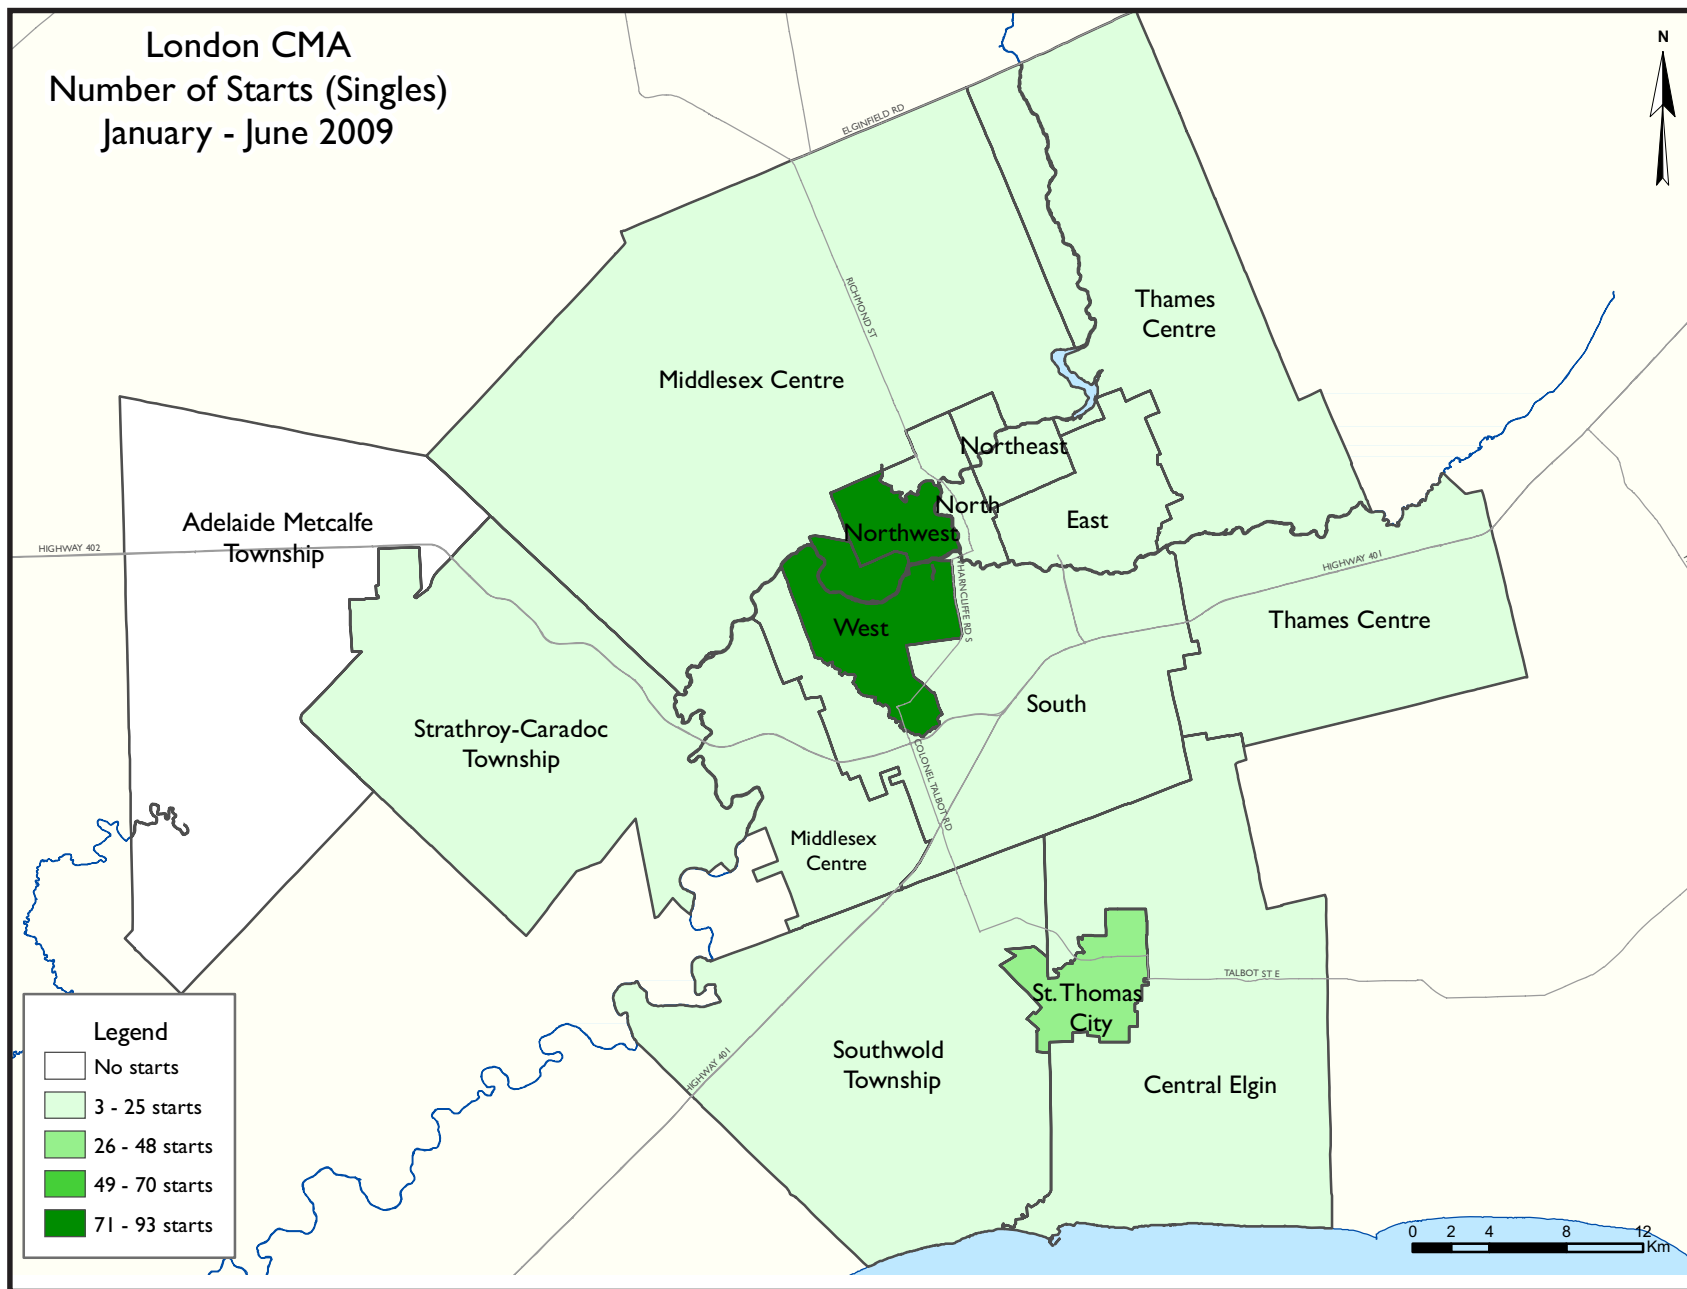 London CMA
Number of Starts (Singles)
January - June 2009
N
ELGINFIELD RD
RICHMOND ST
Thames
Centre
Middlesex Centre
Northeast
North
Northwest
East
Adelaide Metcalfe
Township
HIGHWAY 402
HIGHWAY 401
WHARNCLIFFE RD S
Thames Centre
West
South
Strathroy-Caradoc
Township
COLONEL TALBOT RD
Middlesex
Centre
TALBOT ST E
St. Thomas
City
Southwold
Township
HIGHWAY 401
Central Elgin
Legend
No starts
3 - 25 starts
26 - 48 starts
49 - 70 starts
71 - 93 starts
0 2 4 8 12
Km